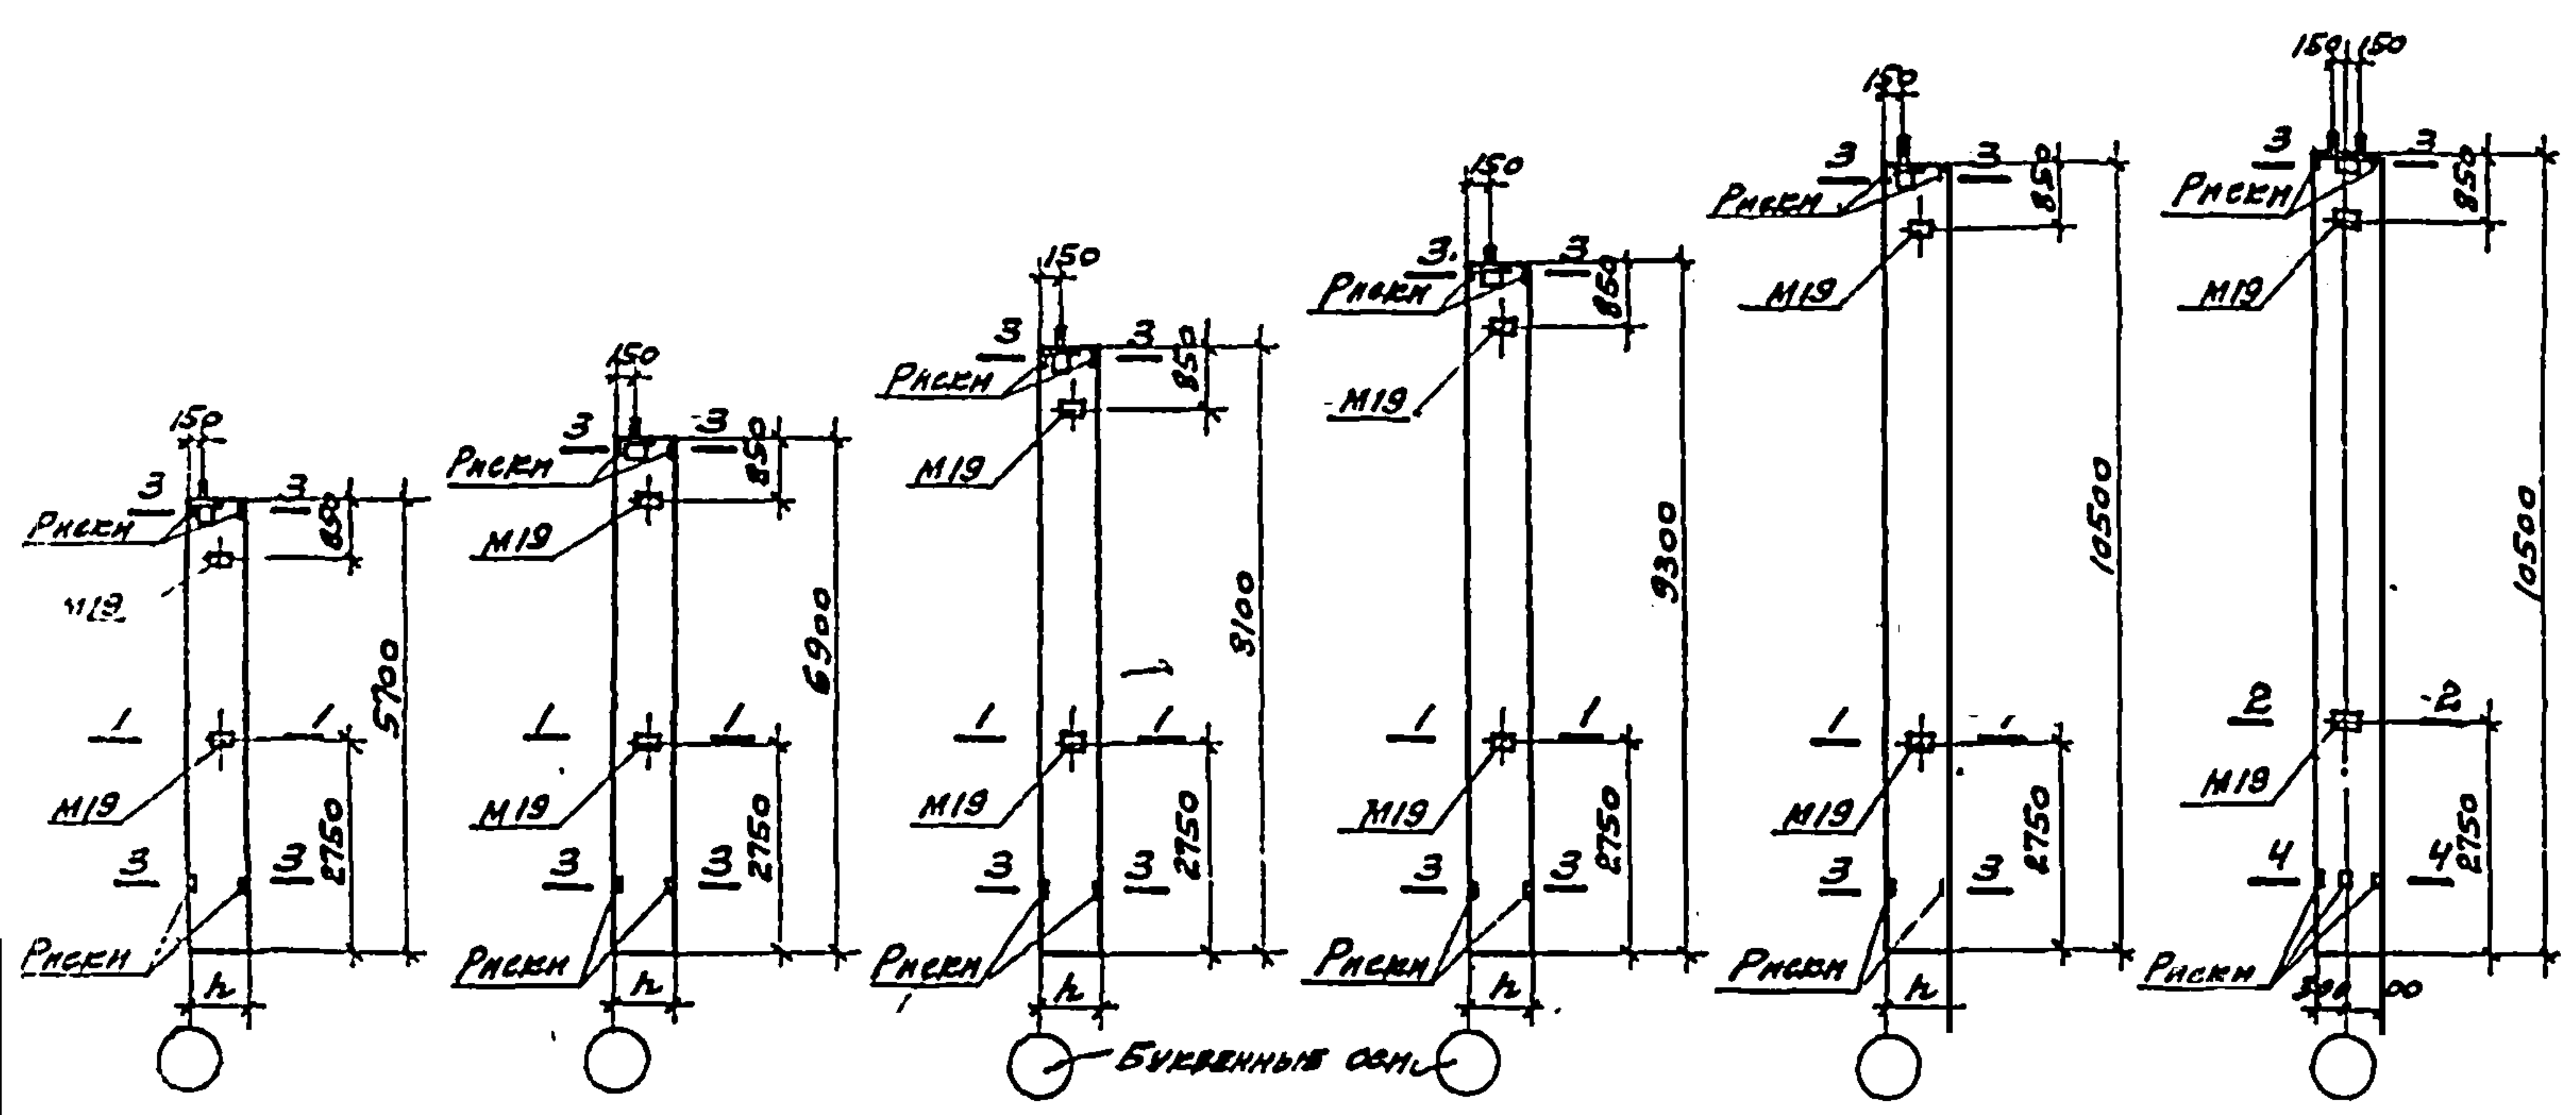 150
3 3
Риски
850
М19
5700
1 1
М19
2750
3 3
Риски
h
150
3 3
Риски
850
М19
6900
1 1
М19
2750
3 3
Риски
h
150
3 3
Риски
850
М19
8100
1 1
М19
2750
3 3
Риски
h
150
3 3
Риски
850
М19
9300
1 1
М19
2750
3 3
Риски
h
150
3 3
Риски
850
М19
10500
1 1
М19
2750
3 3
Риски
h
150 150
3 3
Риски
850
М19
10500
2 2
М19
2750
4 4
Риски
Буквенные оси